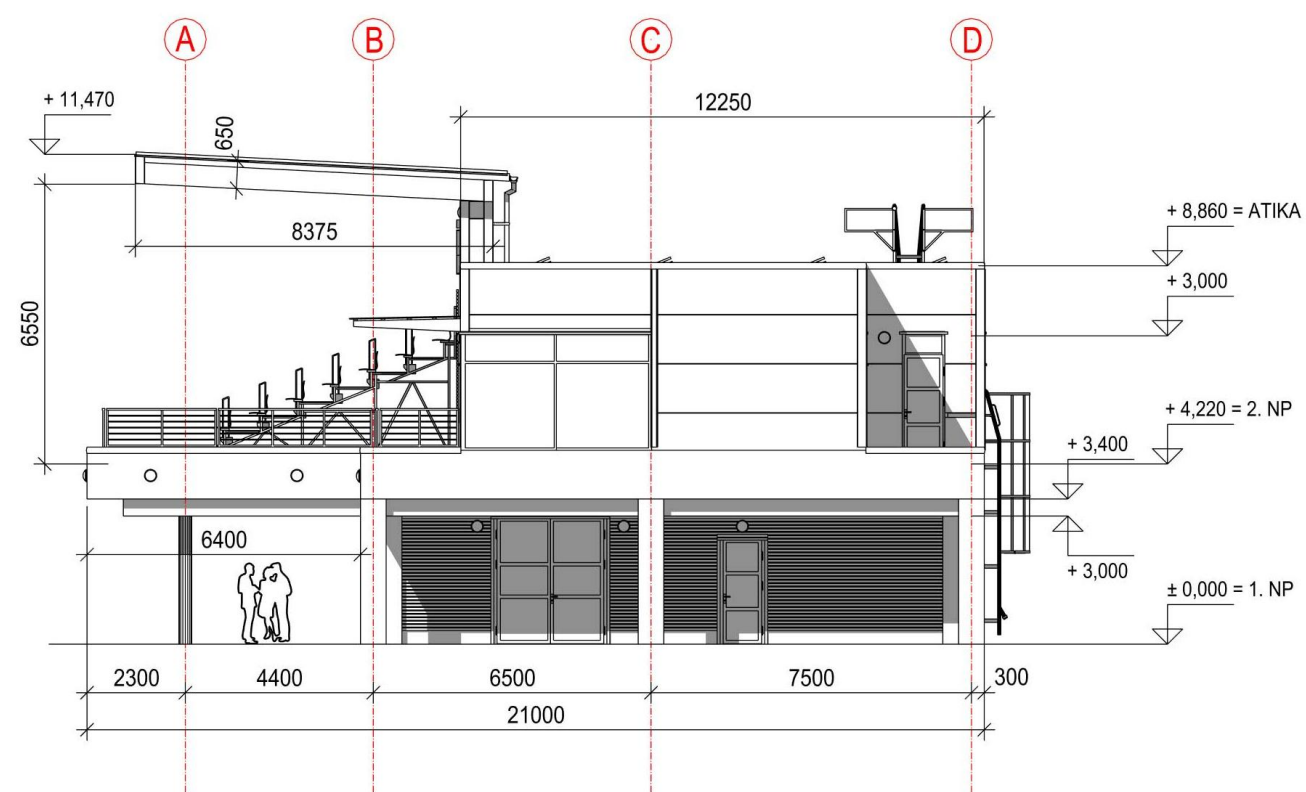 A
B
C
D
+ 11,470
12250
650
8375
+ 8,860 = ATIKA
+ 3,000
6550
+ 4,220 = 2. NP
+ 3,400
6400
+ 3,000
± 0,000 = 1. NP
2300
4400
6500
7500
300
21000